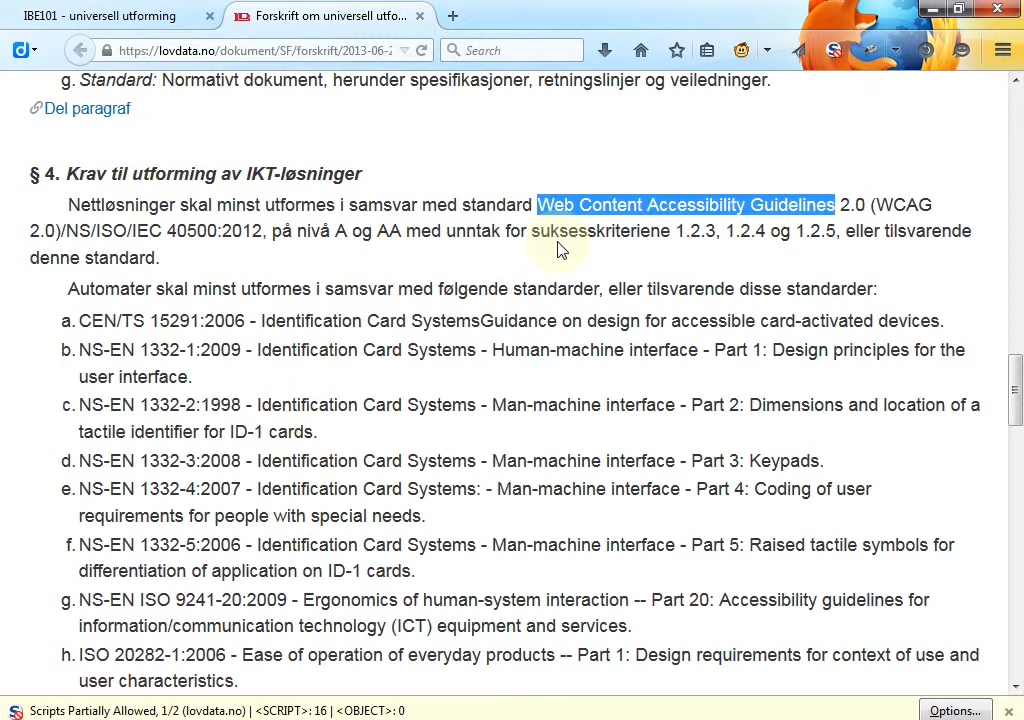 IBE101 - universell utforming
Forskrift om universell utfo...
https://lovdata.no/dokument/SF/forskrift/2013-06-2
Search
g. Standard: Normativt dokument, herunder spesifikasjoner, retningslinjer og veiledninger.
Del paragraf
§ 4. Krav til utforming av IKT-løsninger
Nettløsninger skal minst utformes i samsvar med standard Web Content Accessibility Guidelines 2.0 (WCAG
2.0)/NS/ISO/IEC 40500:2012, på nivå A og AA med unntak for suksesskriteriene 1.2.3, 1.2.4 og 1.2.5, eller tilsvarende
denne standard.
Automater skal minst utformes i samsvar med følgende standarder, eller tilsvarende disse standarder:
a. CEN/TS 15291:2006 - Identification Card SystemsGuidance on design for accessible card-activated devices.
b. NS-EN 1332-1:2009 - Identification Card Systems - Human-machine interface - Part 1: Design principles for the
user interface.
c. NS-EN 1332-2:1998 - Identification Card Systems - Man-machine interface - Part 2: Dimensions and location of a
tactile identifier for ID-1 cards.
d. NS-EN 1332-3:2008 - Identification Card Systems - Man-machine interface - Part 3: Keypads.
e. NS-EN 1332-4:2007 - Identification Card Systems: - Man-machine interface - Part 4: Coding of user
requirements for people with special needs.
f. NS-EN 1332-5:2006 - Identification Card Systems - Man-machine interface - Part 5: Raised tactile symbols for
differentiation of application on ID-1 cards.
g. NS-EN ISO 9241-20:2009 - Ergonomics of human-system interaction -- Part 20: Accessibility guidelines for
information/communication technology (ICT) equipment and services.
h. ISO 20282-1:2006 - Ease of operation of everyday products -- Part 1: Design requirements for context of use and
user characteristics.
Scripts Partially Allowed, 1/2 (lovdata.no) | <SCRIPT>: 16 | <OBJECT>: 0
Options...